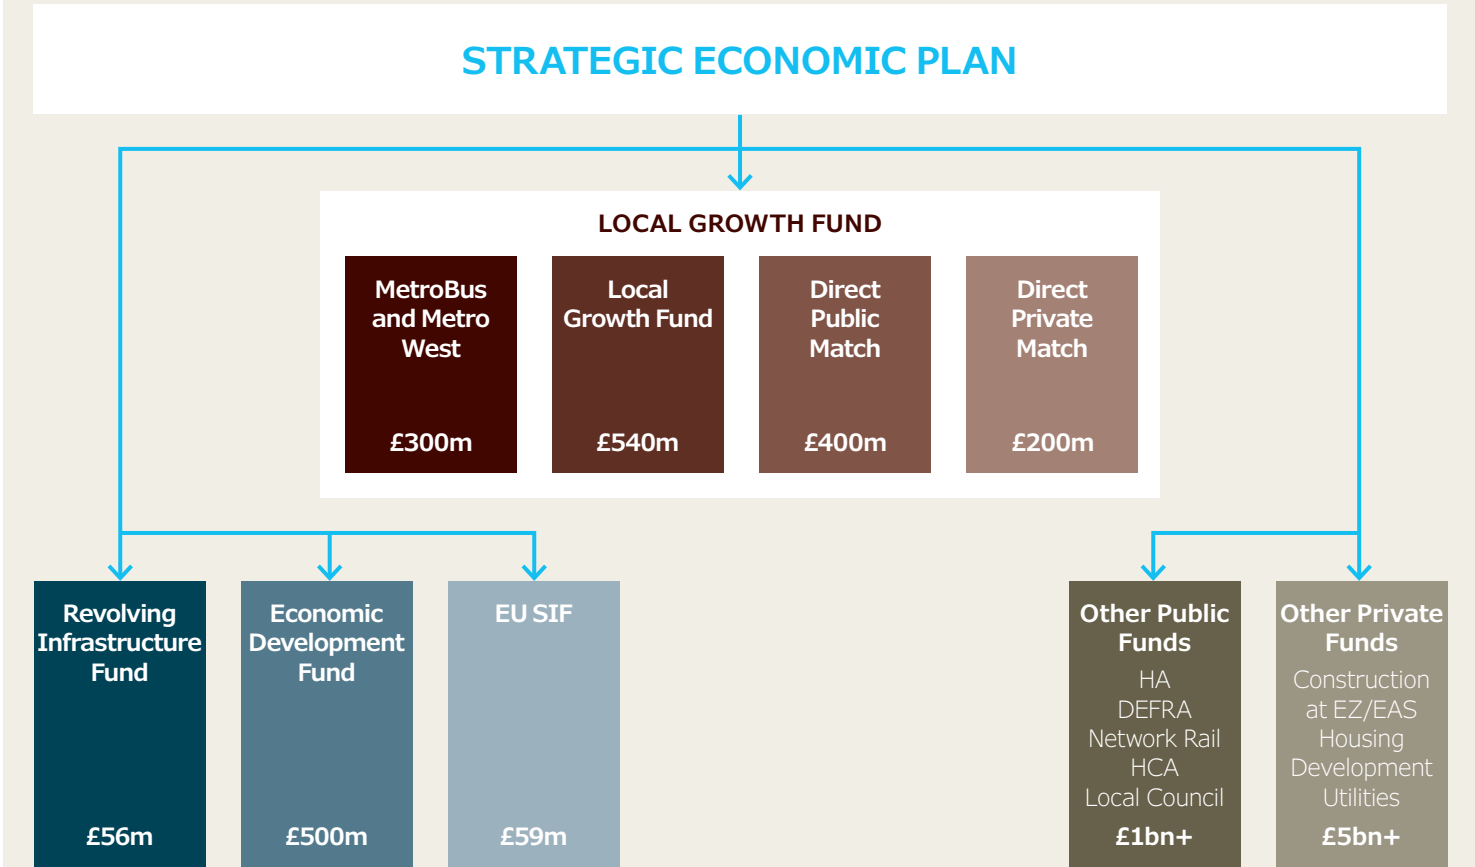 STRATEGIC ECONOMIC PLAN
LOCAL GROWTH FUND
MetroBus
and Metro
West
£300m
Local
Growth Fund
£540m
Direct
Public
Match
£400m
Direct
Private
Match
£200m
Revolving
Infrastructure
Fund
£56m
Economic
Development
Fund
£500m
EU SIF
£59m
Other Public
Funds
HA
DEFRA
Network Rail
HCA
Local Council
£1bn+
Other Private
Funds
Construction
at EZ/EAS
Housing
Development
Utilities
£5bn+